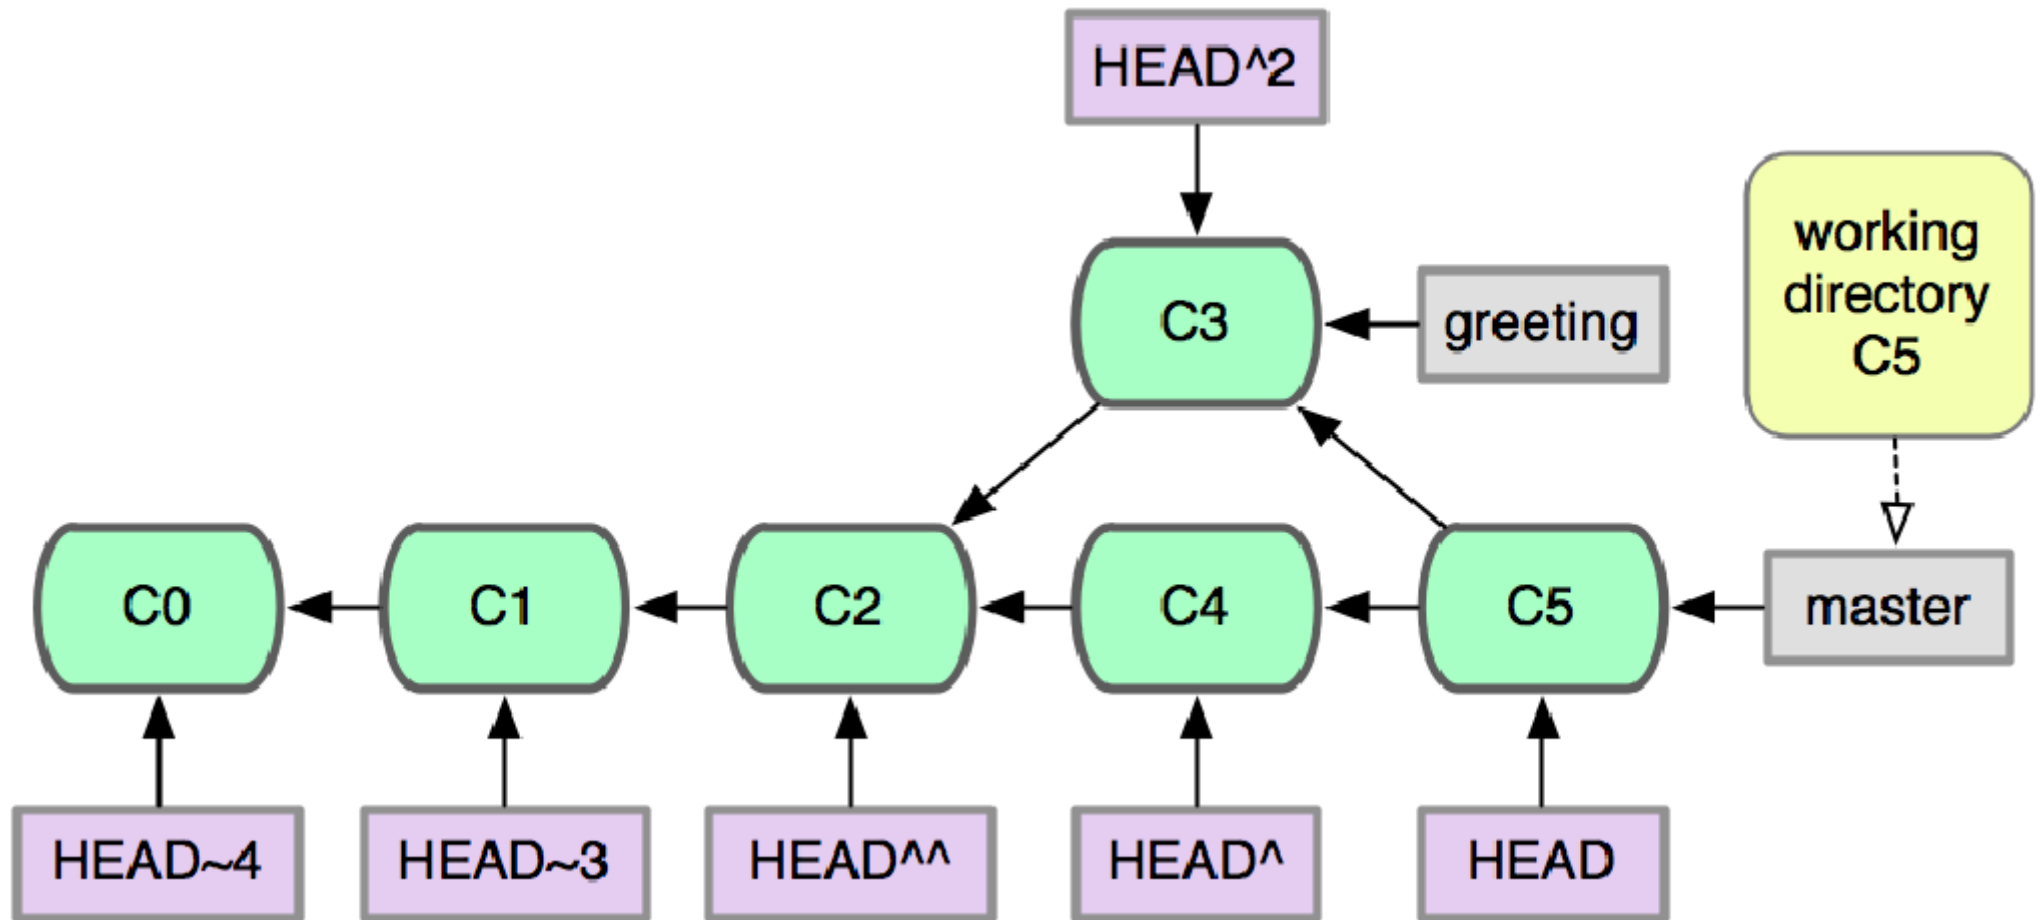 HEAD^2
working
directory
C5
C3
greeting
C0
C1
C2
C4
C5
master
HEAD~4
HEAD~3
HEAD^^
HEAD^
HEAD